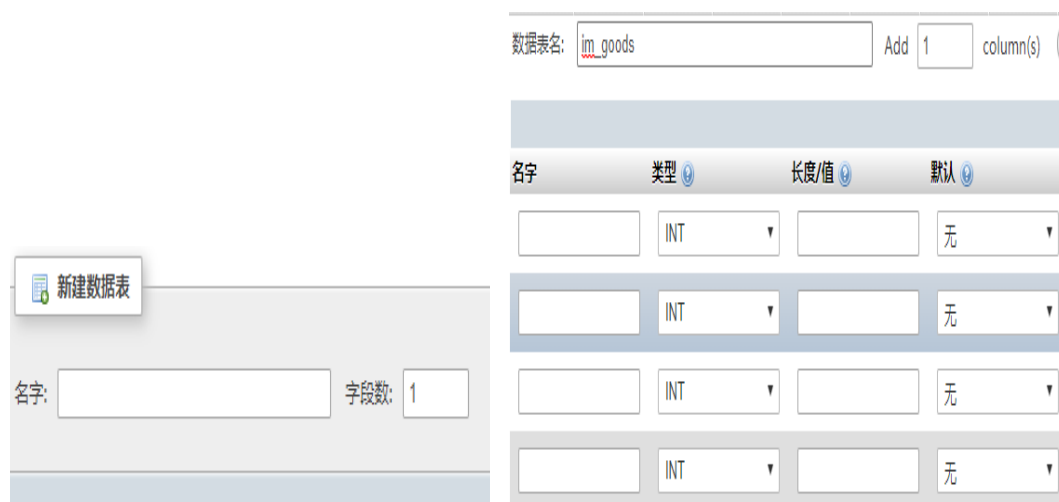 新建数据表
名字: 字段数: 1
数据表名: im_goods Add 1 column(s)
名字 类型 长度/值 默认
INT 无
INT 无
INT 无
INT 无